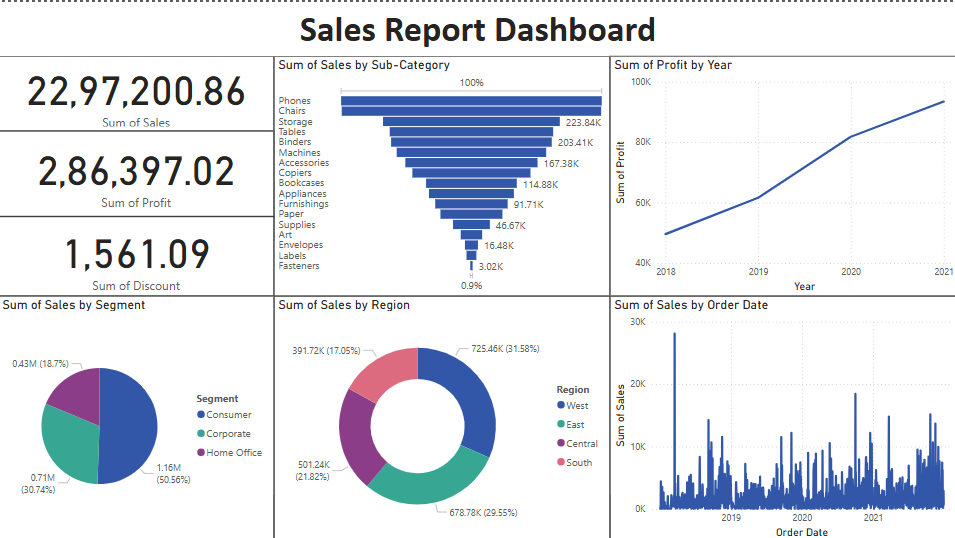 Sales Report Dashboard
22,97,200.86
Sum of Sales
2,86,397.02
Sum of Profit
1,561.09
Sum of Discount
Sum of Sales by Sub-Category
100%
Phones
Chairs
Storage 223.84K
Tables
Binders 203.41K
Machines
Accessories 167.38K
Copiers
Bookcases 114.88K
Appliances
Furnishings 91.71K
Paper
Supplies 46.67K
Art
Envelopes 16.48K
Labels
Fasteners 3.02K
0.9%
Sum of Profit by Year
Sum of Profit
100K
80K
60K
40K
2018 2019 2020 2021
Year
Sum of Sales by Segment
0.43M (18.7%)
0.71M
(30.74%)
1.16M
(50.56%)
Segment
Consumer
Corporate
Home Office
Sum of Sales by Region
391.72K (17.05%)
725.46K (31.58%)
501.24K
(21.82%)
678.78K (29.55%)
Region
West
East
Central
South
Sum of Sales by Order Date
Sum of Sales
30K
20K
10K
0K
2019 2020 2021
Order Date